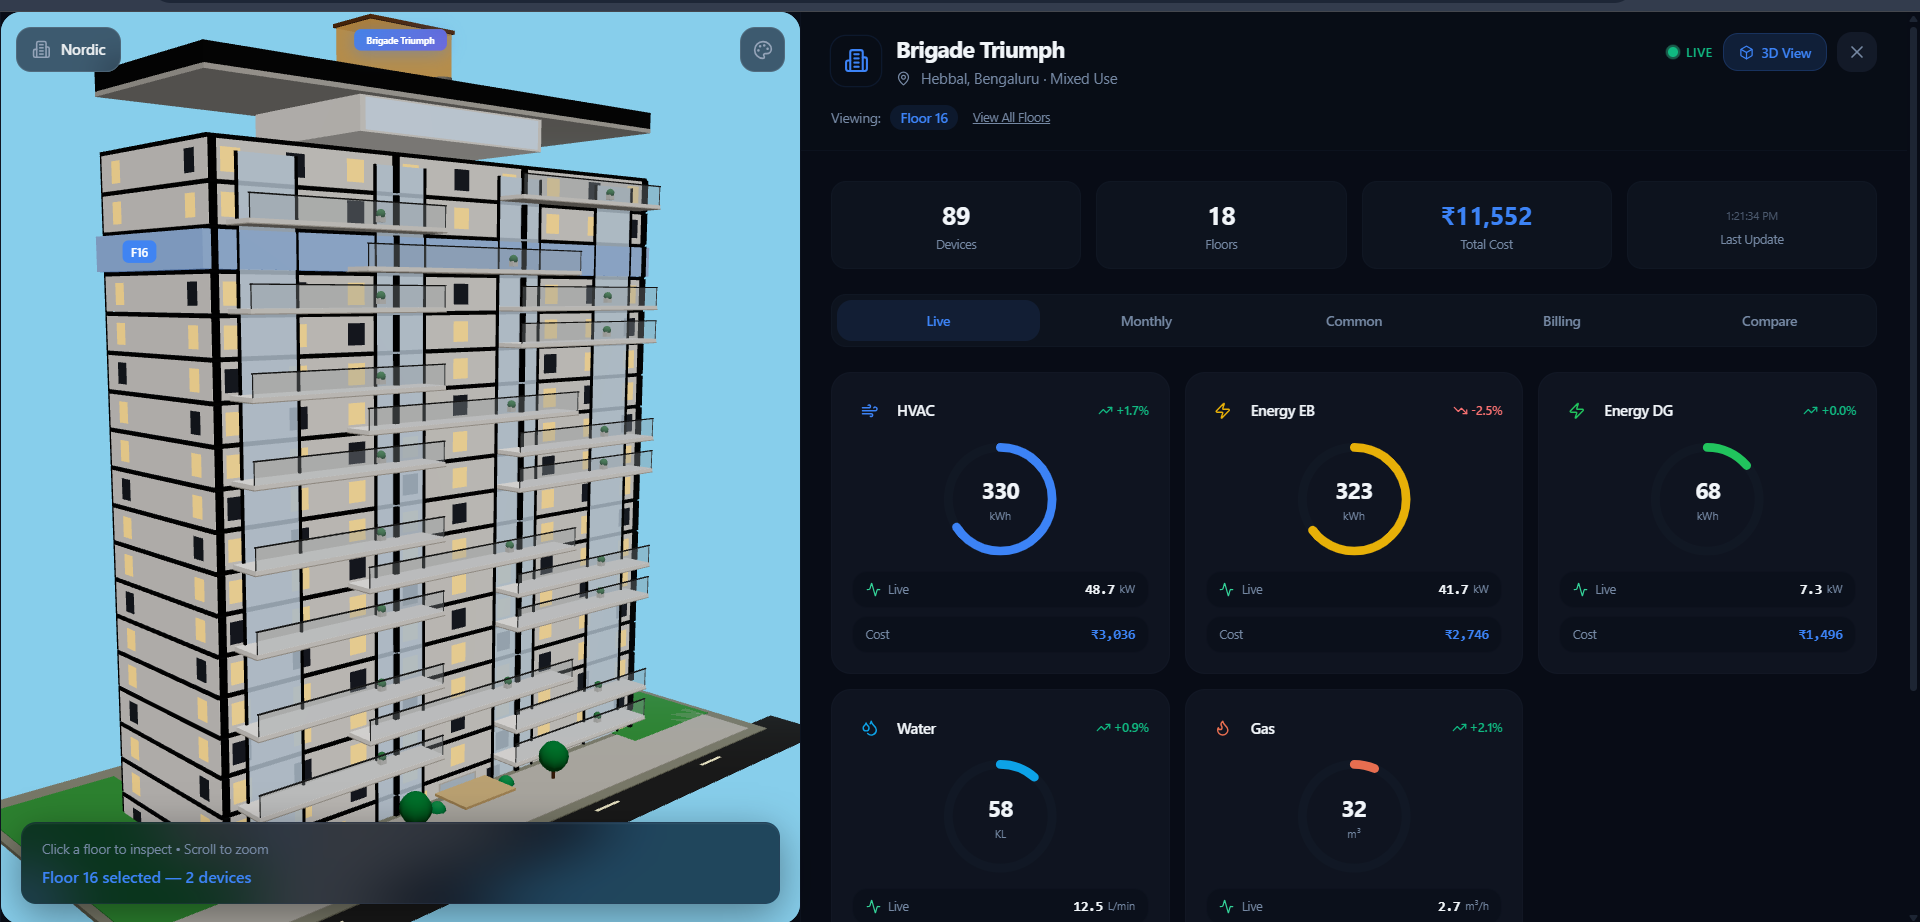 Nordic
Brigade Triumph
F16
Click a floor to inspect • Scroll to zoom
Floor 16 selected — 2 devices
Brigade Triumph
Hebbal, Bengaluru · Mixed Use
LIVE
3D View
Viewing: Floor 16 View All Floors
89
Devices
18
Floors
₹11,552
Total Cost
1:21:34 PM
Last Update
Live Monthly Common Billing Compare
HVAC +1.7%
330
kWh
Live 48.7 kW
Cost ₹3,036
Energy EB -2.5%
323
kWh
Live 41.7 kW
Cost ₹2,746
Energy DG +0.0%
68
kWh
Live 7.3 kW
Cost ₹1,496
Water +0.9%
58
KL
Live 12.5 L/min
Gas +2.1%
32
m³
Live 2.7 m³/h